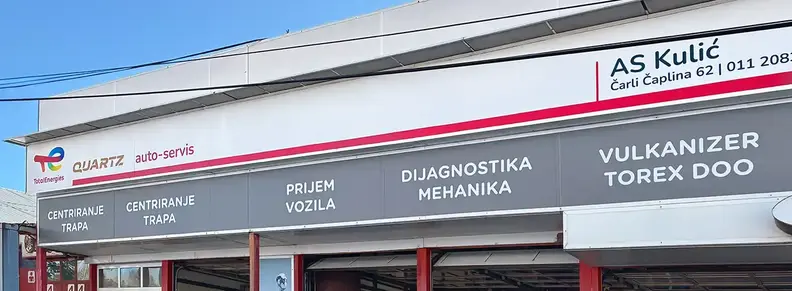 AS Kulić
Čarli Čaplina 62 | 011 208
TotalEnergies
QUARTZ
auto-servis
CENTRIRANJE
TRAPA
CENTRIRANJE
TRAPA
PRIJEM
VOZILA
DIJAGNOSTIKA
MEHANIKA
VULKANIZER
TOREX DOO